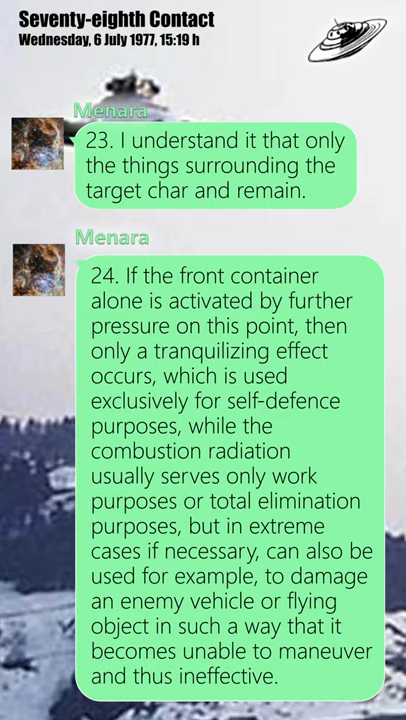 Seventy-eighth Contact
Wednesday, 6 July 1977, 15:19 h
Menara
23. I understand it that only
the things surrounding the
target char and remain.
Menara
24. If the front container
alone is activated by further
pressure on this point, then
only a tranquilizing effect
occurs, which is used
exclusively for self-defence
purposes, while the
combustion radiation
usually serves only work
purposes or total elimination
purposes, but in extreme
cases if necessary, can also be
used for example, to damage
an enemy vehicle or flying
object in such a way that it
becomes unable to maneuver
and thus ineffective.